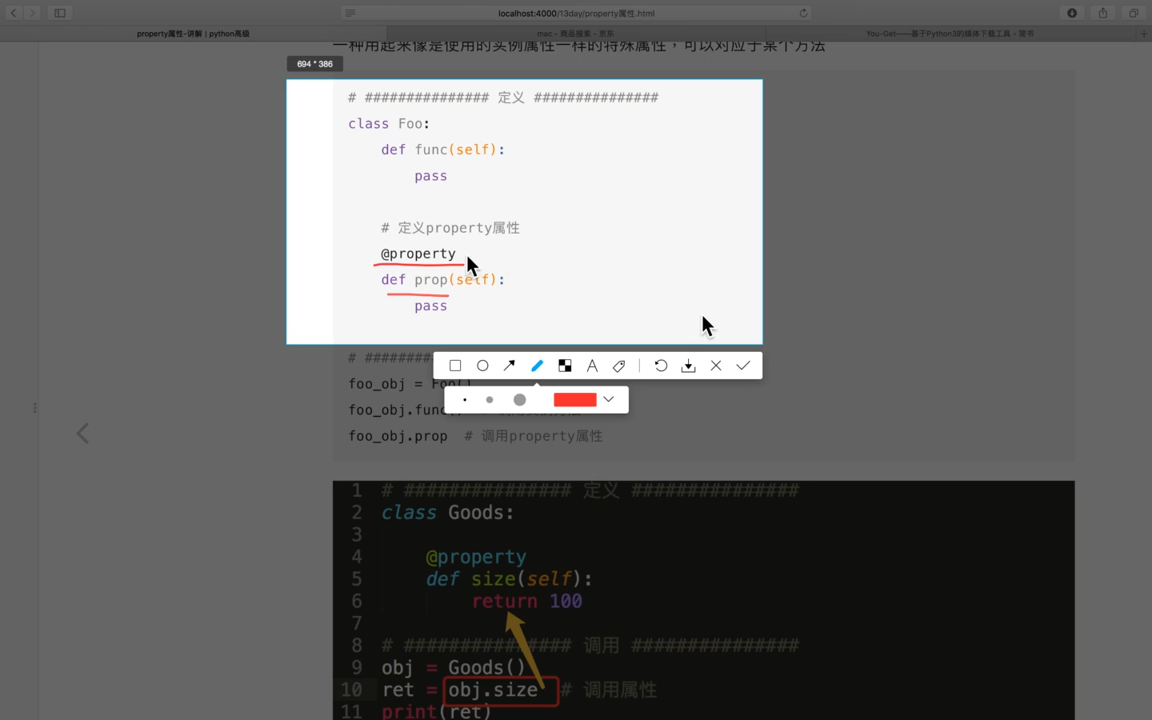 localhost:4000/13day/property属性.html
property属性-讲解 | python高级
mac - 商品搜索 - 京东
You-Get——基于Python3的媒体下载工具 - 简书
一种用起来像是使用的实例属性一样的特殊属性，可以对应于某个方法
694 * 386
# ############### 定义 ###############
class Foo:
def func(self):
pass
# 定义property属性
@property
def prop(self):
pass
foo_obj = Foo()
foo_obj.func
foo_obj.prop # 调用property属性
1 # ############### 定义 ###############
2 class Goods:
3
4 @property
5 def size(self):
6 return 100
7
8 # ############### 调用 ###############
9 obj = Goods()
10 ret = obj.size # 调用属性
11 print(ret)